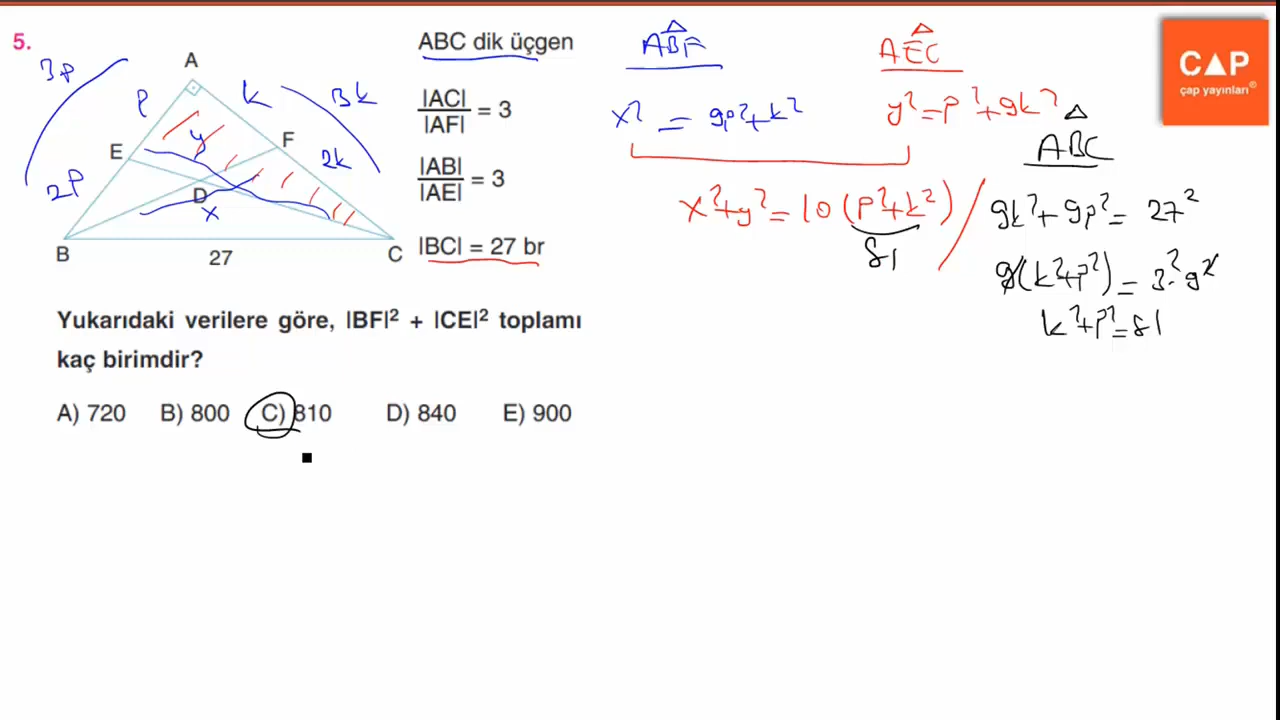 5.
ABC dik üçgen
|AC|
|AF|
= 3
|AB|
|AE|
= 3
|BC| = 27 br
A
B
C
D
E
F
27
3p
p
2p
k
3k
2k
y
x
Yukarıdaki verilere göre, |BF|² + |CE|² toplamı
kaç birimdir?
A) 720 B) 800 C) 810 D) 840 E) 900
ABF
x² = 9p²+k²
AEC
y² = p²+9k²
x²+y² = 10(p²+k²)
81
ABC
9k²+9p² = 27²
9(k²+p²) = 3².9²
k²+p²=81
ÇAP
çap yayınları®